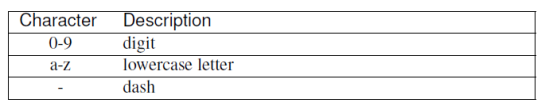 Character Description
0-9 digit
a-z lowercase letter
- dash